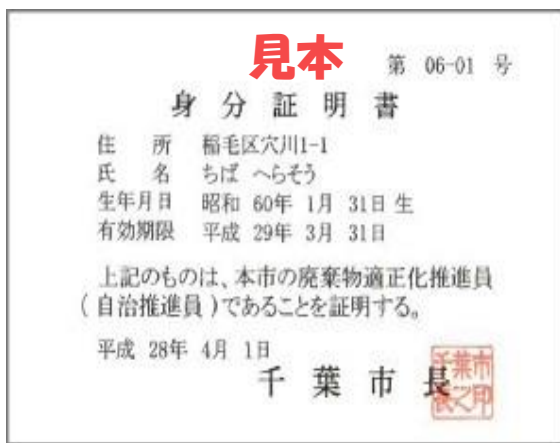 見本
第 06-01 号
身分証明書
住所 稲毛区穴川1-1
氏名 ちば へらそう
生年月日 昭和 60年 1月 31日 生
有効期限 平成 29年 3月 31日
上記のものは、本市の廃棄物適正化推進員
(自治推進員)であることを証明する。
平成 28年 4月 1日
千葉市長
千葉市
長之印